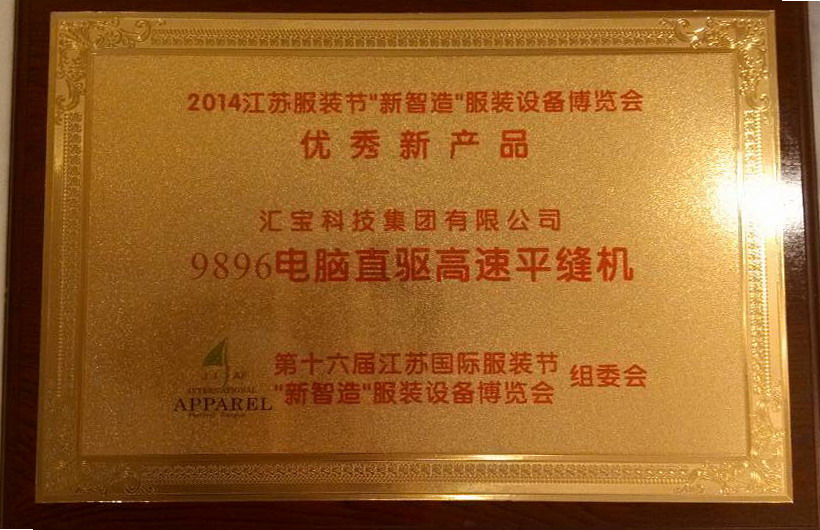 2014江苏服装节"新智造"服装设备博览会
优秀新产品
汇宝科技集团有限公司
9896电脑直驱高速平缝机
INTERNATIONAL
APPAREL
第十六届江苏国际服装节
"新智造"服装设备博览会
组委会